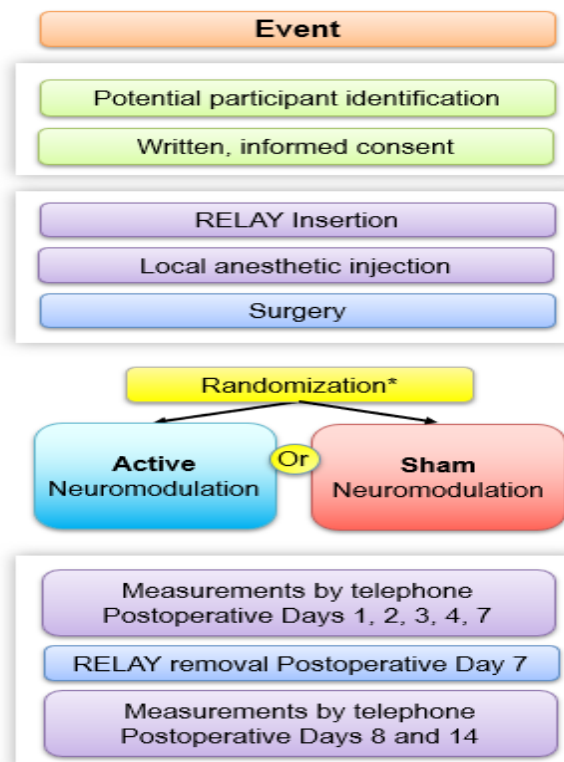 Event
Potential participant identification
Written, informed consent
RELAY Insertion
Local anesthetic injection
Surgery
Randomization*
Active
Neuromodulation
Or
Sham
Neuromodulation
Measurements by telephone
Postoperative Days 1, 2, 3, 4, 7
RELAY removal Postoperative Day 7
Measurements by telephone
Postoperative Days 8 and 14